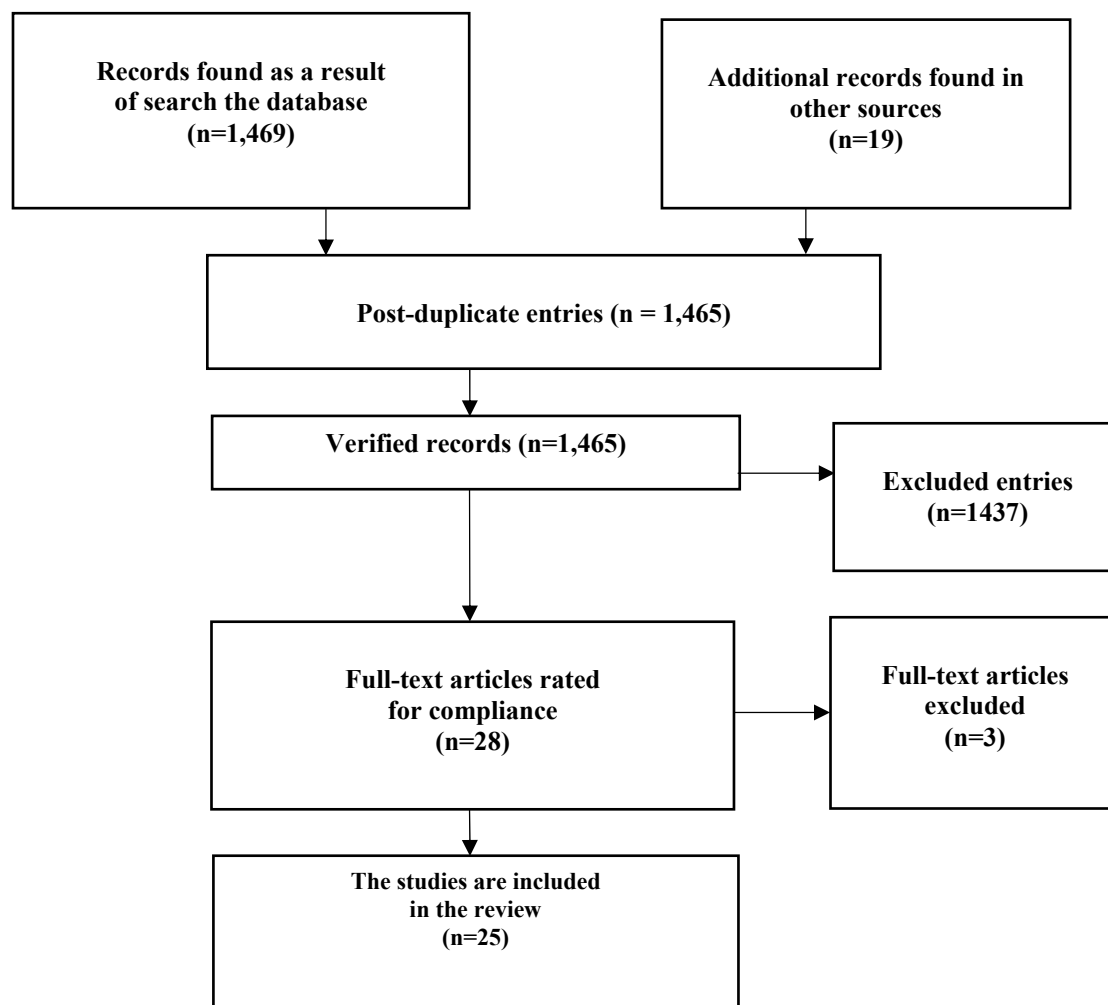 Records found as a result
of search the database
(n=1,469)
Additional records found in
other sources
(n=19)
Post-duplicate entries (n = 1,465)
Verified records (n=1,465)
Excluded entries
(n=1437)
Full-text articles rated
for compliance
(n=28)
Full-text articles
excluded
(n=3)
The studies are included
in the review
(n=25)